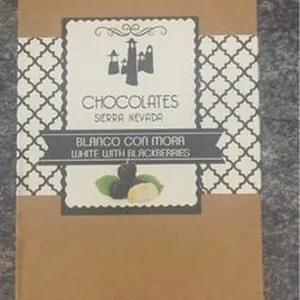 CHOCOLATES
SIERRA NEVADA
BLANCO CON MORA
WHITE WITH BLACKBERRIES